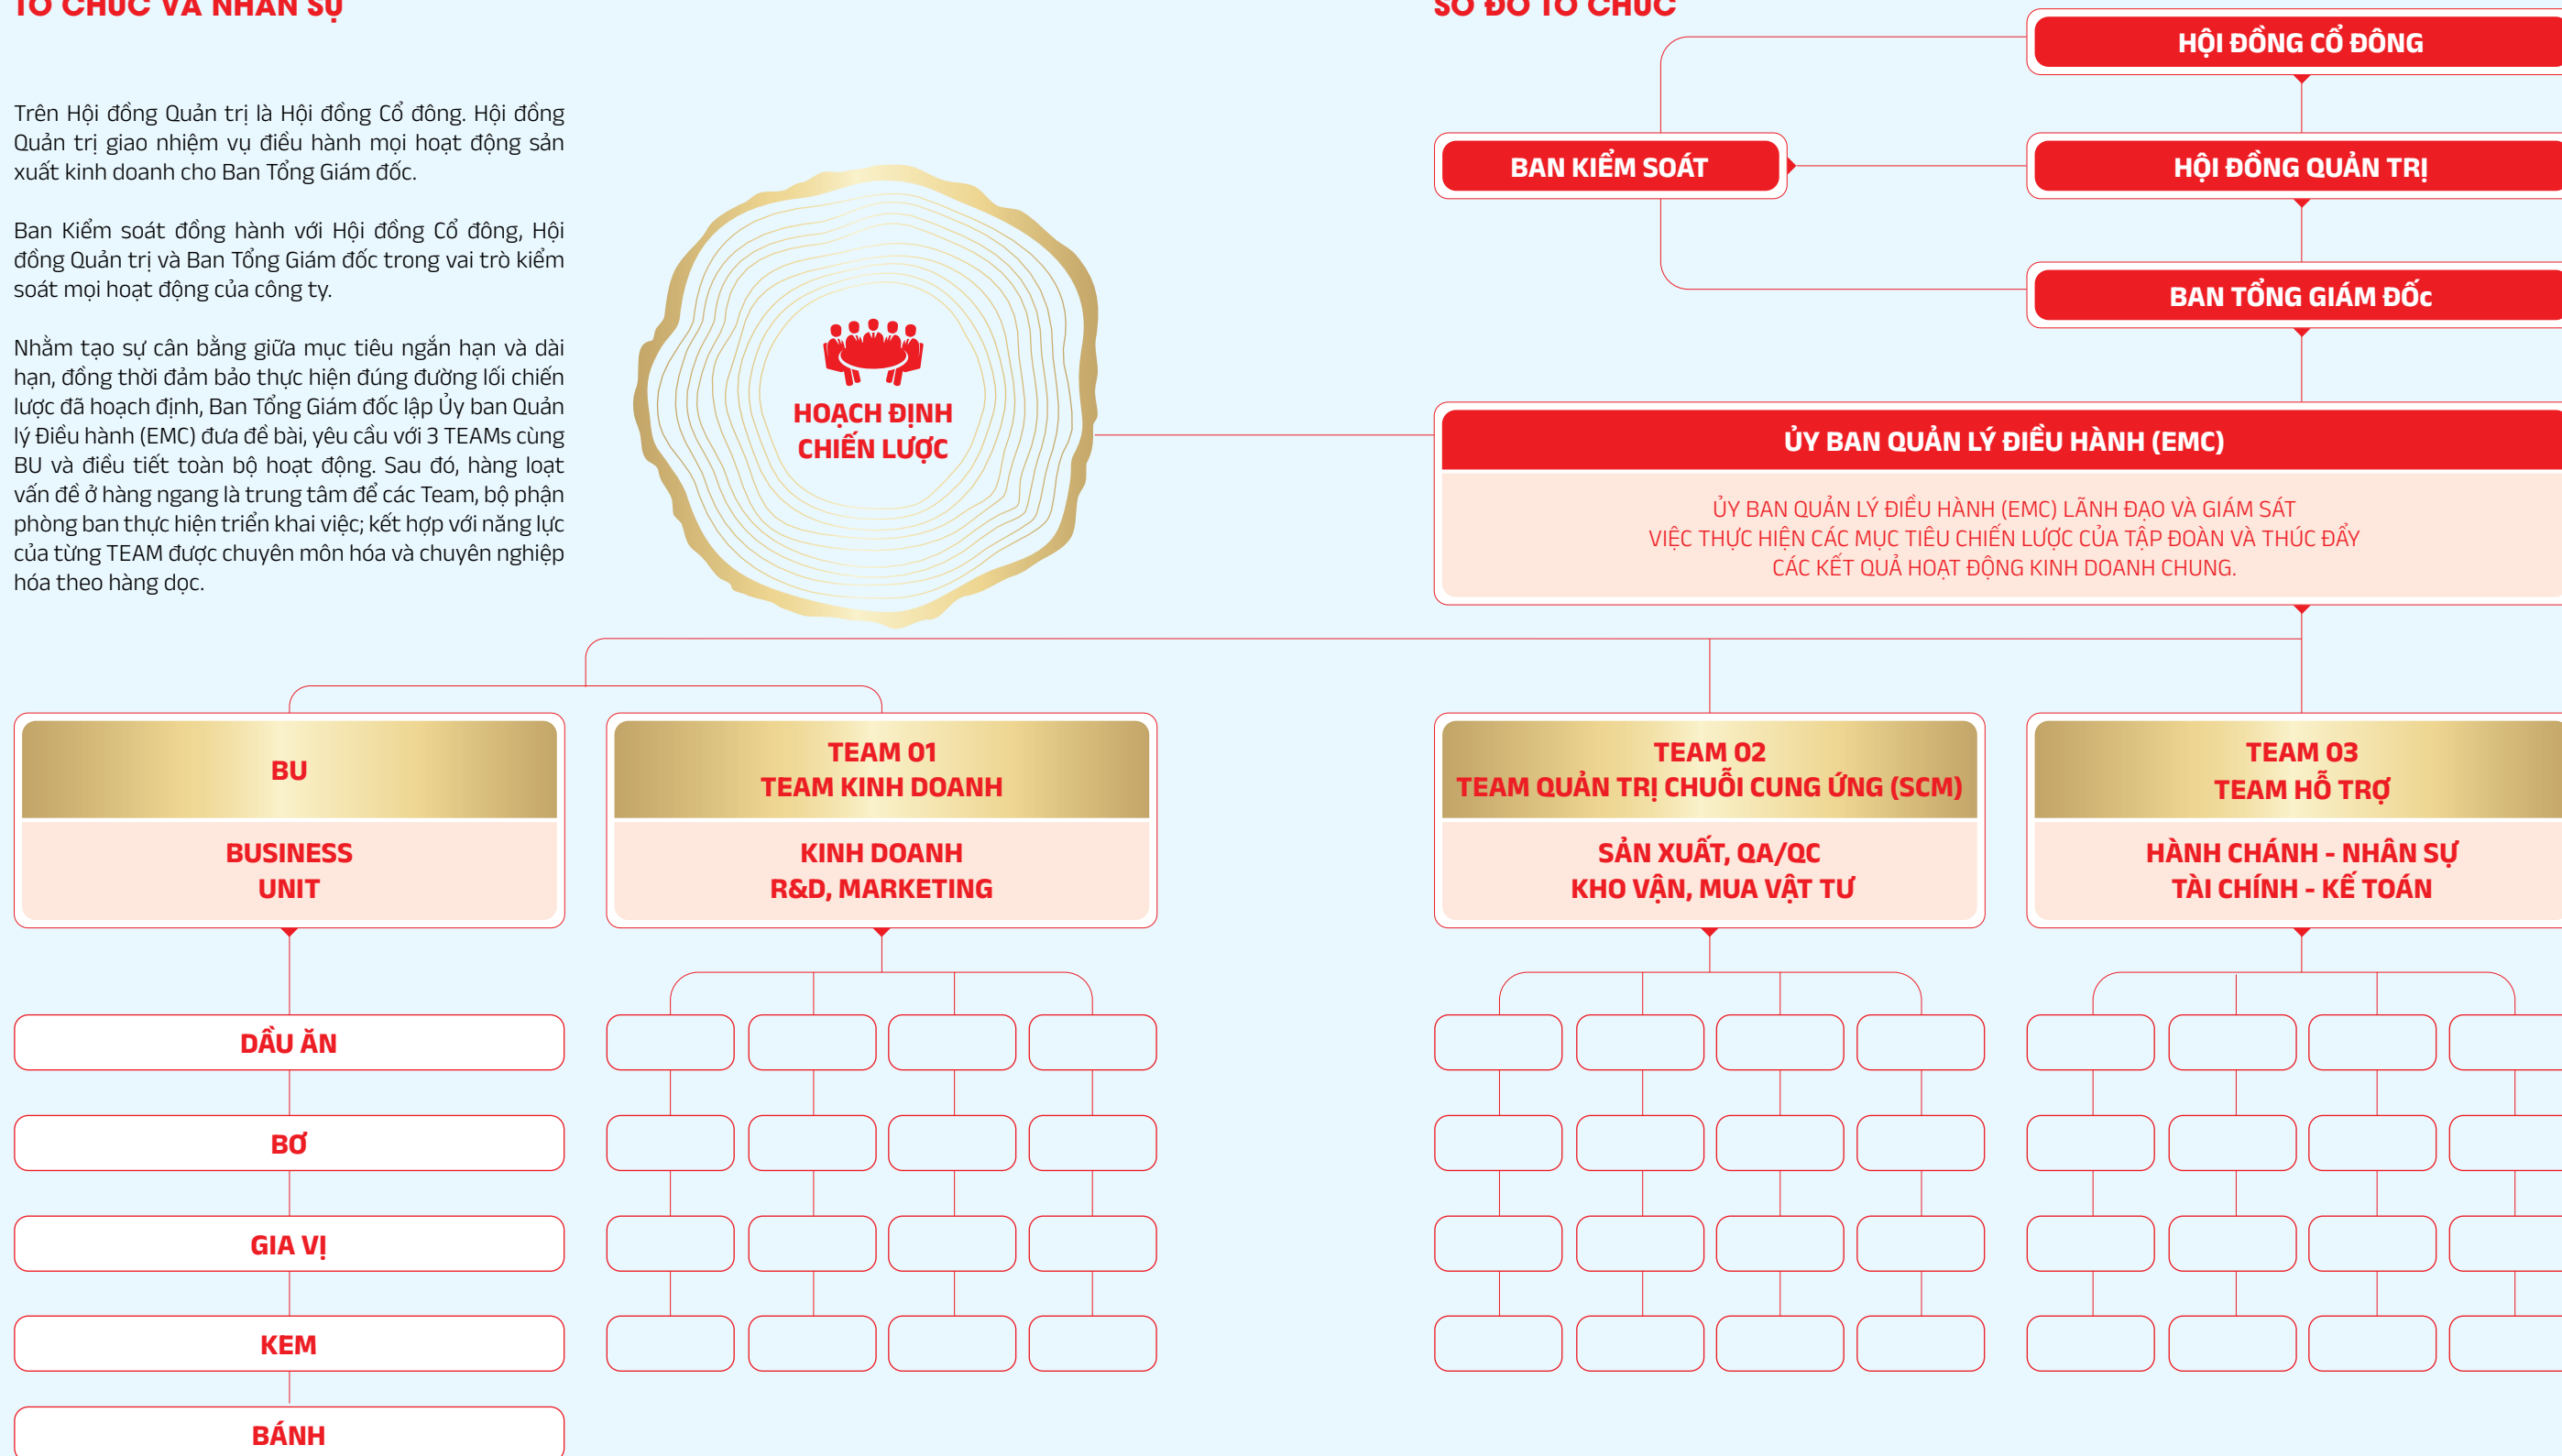 TỔ CHỨC VÀ NHÂN SỰ
Trên Hội đồng Quản trị là Hội đồng Cổ đông. Hội đồng
Quản trị giao nhiệm vụ điều hành mọi hoạt động sản
xuất kinh doanh cho Ban Tổng Giám đốc.
Ban Kiểm soát đồng hành với Hội đồng Cổ đông, Hội
đồng Quản trị và Ban Tổng Giám đốc trong vai trò kiểm
soát mọi hoạt động của công ty.
Nhằm tạo sự cân bằng giữa mục tiêu ngắn hạn và dài
hạn, đồng thời đảm bảo thực hiện đúng đường lối chiến
lược đã hoạch định, Ban Tổng Giám đốc lập Ủy ban Quản
lý Điều hành (EMC) đưa đề bài, yêu cầu với 3 TEAMs cùng
BU và điều tiết toàn bộ hoạt động. Sau đó, hàng loạt
vấn đề ở hàng ngang là trung tâm để các Team, bộ phận
phòng ban thực hiện triển khai việc; kết hợp với năng lực
của từng TEAM được chuyên môn hóa và chuyên nghiệp
hóa theo hàng dọc.
HOẠCH ĐỊNH
CHIẾN LƯỢC
SƠ ĐỒ TỔ CHỨC
HỘI ĐỒNG CỔ ĐÔNG
BAN KIỂM SOÁT
HỘI ĐỒNG QUẢN TRỊ
BAN TỔNG GIÁM ĐỐc
ỦY BAN QUẢN LÝ ĐIỀU HÀNH (EMC)
ỦY BAN QUẢN LÝ ĐIỀU HÀNH (EMC) LÃNH ĐẠO VÀ GIÁM SÁT
VIỆC THỰC HIỆN CÁC MỤC TIÊU CHIẾN LƯỢC CỦA TẬP ĐOÀN VÀ THÚC ĐẨY
CÁC KẾT QUẢ HOẠT ĐỘNG KINH DOANH CHUNG.
BU
BUSINESS
UNIT
TEAM 01
TEAM KINH DOANH
KINH DOANH
R&D, MARKETING
TEAM 02
TEAM QUẢN TRỊ CHUỖI CUNG ỨNG (SCM)
SẢN XUẤT, QA/QC
KHO VẬN, MUA VẬT TƯ
TEAM 03
TEAM HỖ TRỢ
HÀNH CHÁNH - NHÂN SỰ
TÀI CHÍNH - KẾ TOÁN
DẦU ĂN
BƠ
GIA VỊ
KEM
BÁNH